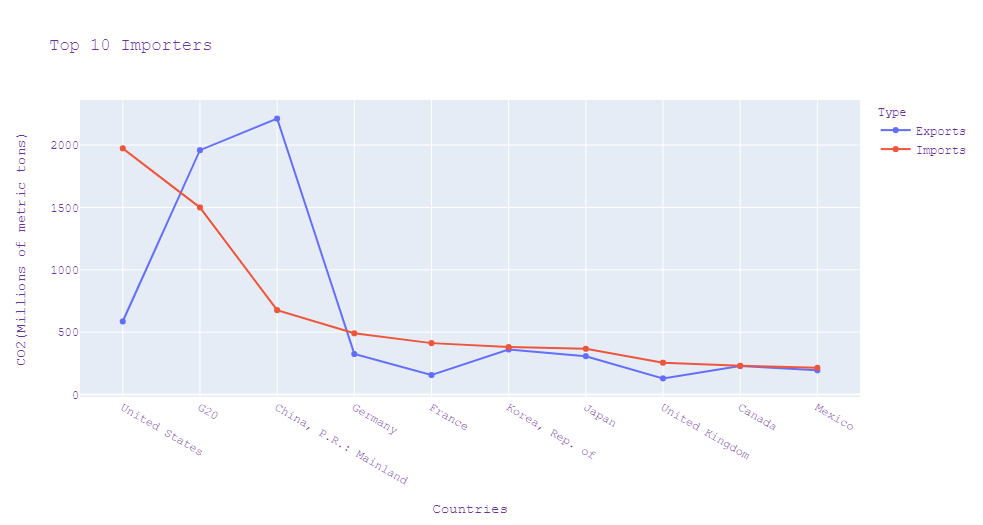 Top 10 Importers
Type
Exports
Imports
CO2(Millions of metric tons)
2000
1500
1000
500
0
United States
G20
China, P.R.: Mainland
Germany
France
Korea, Rep. of
Japan
United Kingdom
Canada
Mexico
Countries